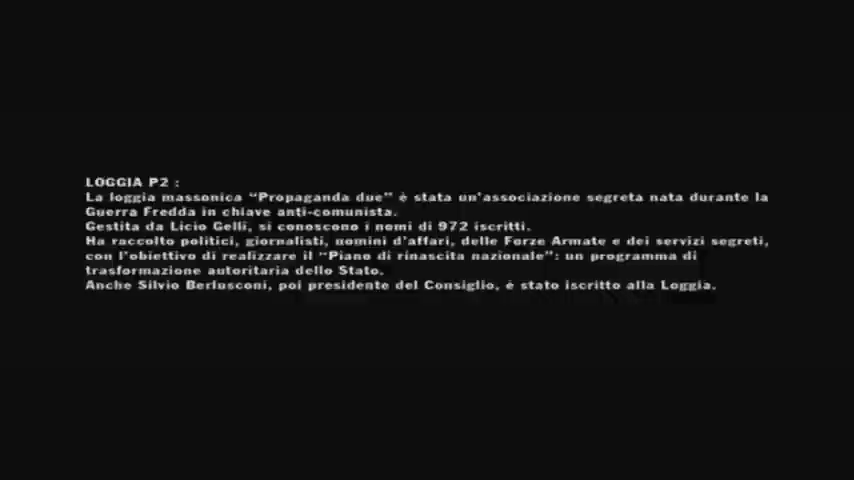 LOGGIA P2 :
La loggia massonica “Propaganda due” è stata un'associazione segreta nata durante la
Guerra Fredda in chiave anti-comunista.
Gestita da Licio Gelli, si conoscono i nomi di 972 iscritti.
Ha raccolto politici, giornalisti, uomini d'affari, delle Forze Armate e dei servizi segreti,
con l'obiettivo di realizzare il “Piano di rinascita nazionale”: un programma di
trasformazione autoritaria dello Stato.
Anche Silvio Berlusconi, poi presidente del Consiglio, è stato iscritto alla Loggia.